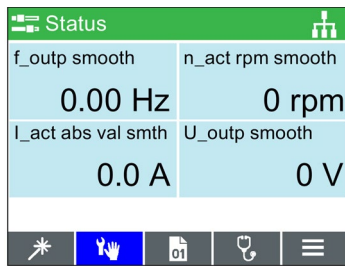 Status
f_outp smooth
n_act rpm smooth
0.00 Hz
0 rpm
I_act abs val smth
U_outp smooth
0.0 A
0 V
01